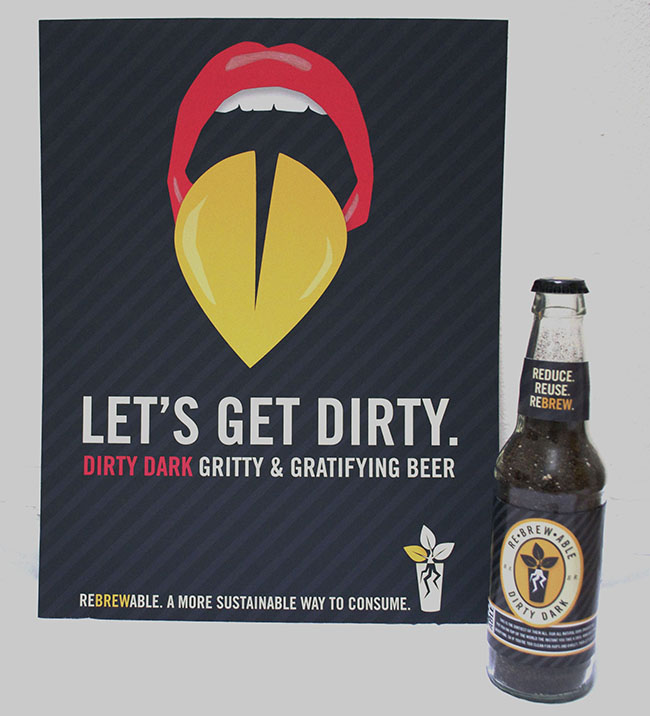 LET'S GET DIRTY.
DIRTY DARK GRITTY & GRATIFYING BEER
REBREWABLE. A MORE SUSTAINABLE WAY TO CONSUME.
REDUCE.
REUSE.
REBREW.
RE•BREW•ABLE
DIRTY DARK